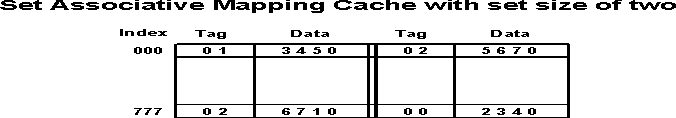 Set Associative Mapping Cache with set size of two
Index Tag Data Tag Data
000 0 1 3 4 5 0 0 2 5 6 7 0
777 0 2 6 7 1 0 0 0 2 3 4 0